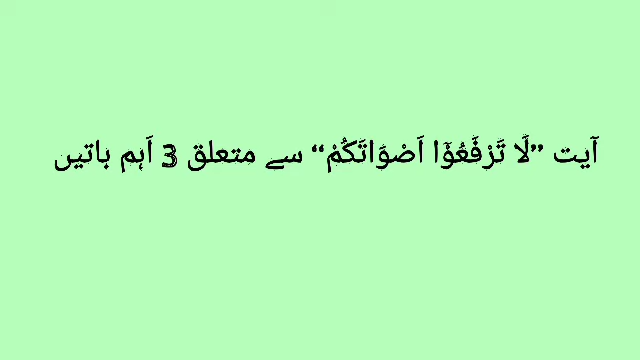 آیت ”لَا تَرْفَعُوْۤا اَصْوَاتَكُمْ“ سے متعلق 3 اَہم باتیں